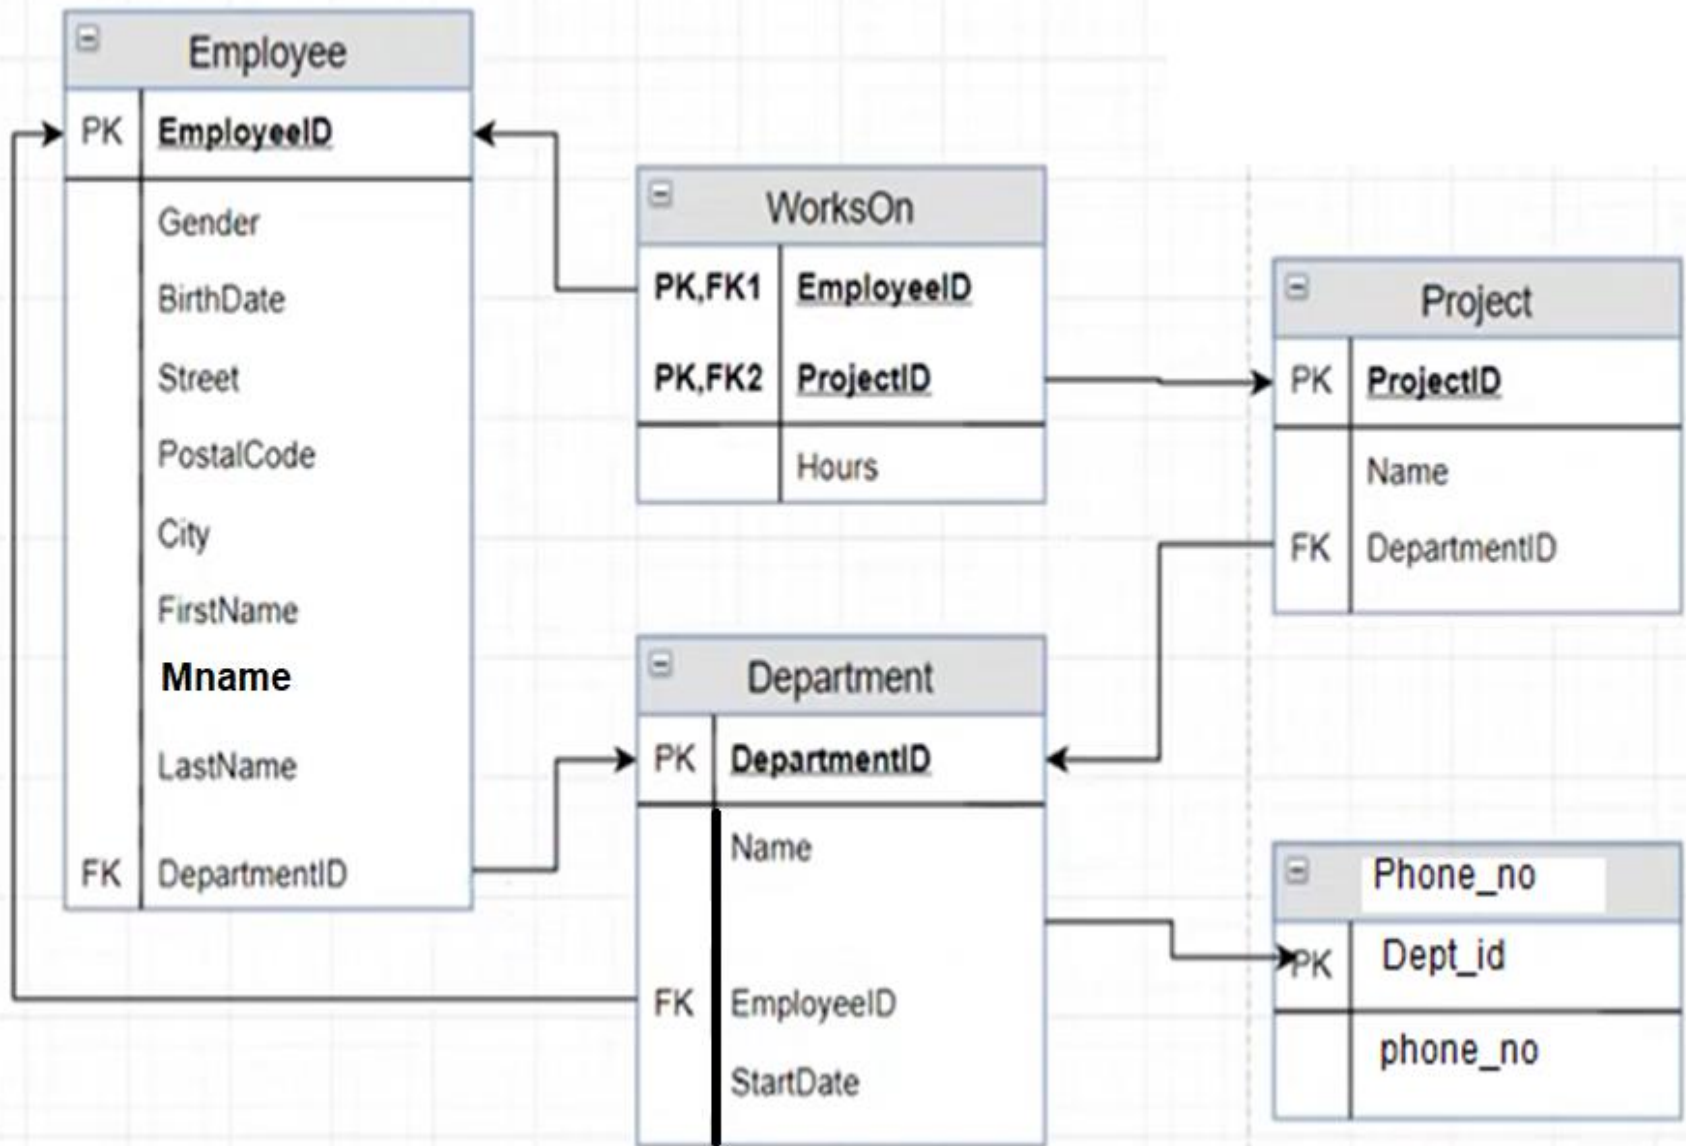 Employee
PK EmployeeID
Gender
BirthDate
Street
PostalCode
City
FirstName
Mname
LastName
FK DepartmentID
WorksOn
PK,FK1 EmployeeID
PK,FK2 ProjectID
Hours
Project
PK ProjectID
Name
FK DepartmentID
Department
PK DepartmentID
Name
FK EmployeeID
StartDate
Phone_no
PK Dept_id
phone_no